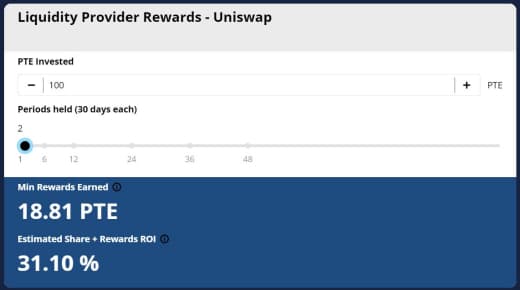 Liquidity Provider Rewards - Uniswap
PTE Invested
− 100 + PTE
Periods held (30 days each)
2
1 6 12 24 36 48
Min Rewards Earned
18.81 PTE
Estimated Share + Rewards ROI
31.10 %